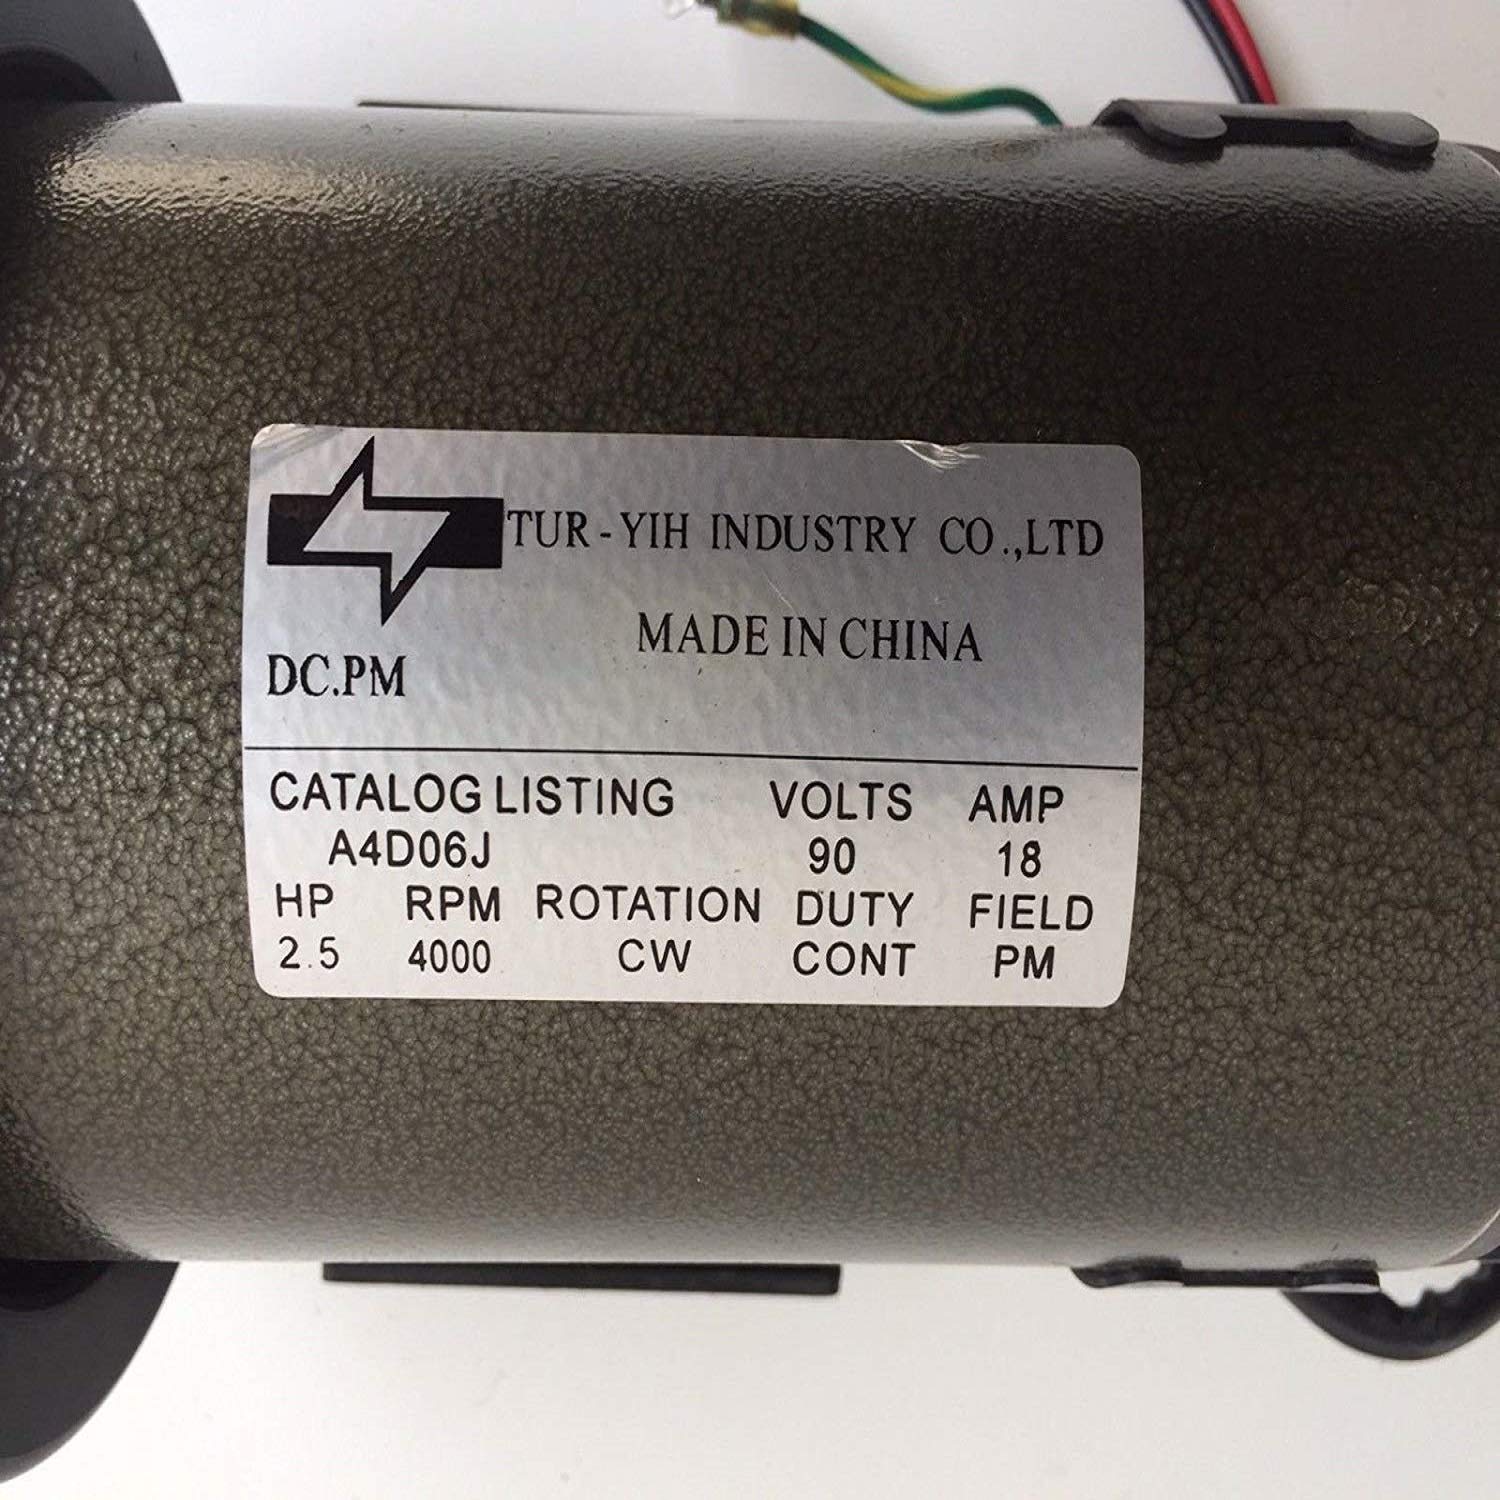 TUR-YIH INDUSTRY CO.,LTD
MADE IN CHINA
DC.PM
CATALOG LISTING VOLTS AMP
A4D06J 90 18
HP RPM ROTATION DUTY FIELD
2.5 4000 CW CONT PM